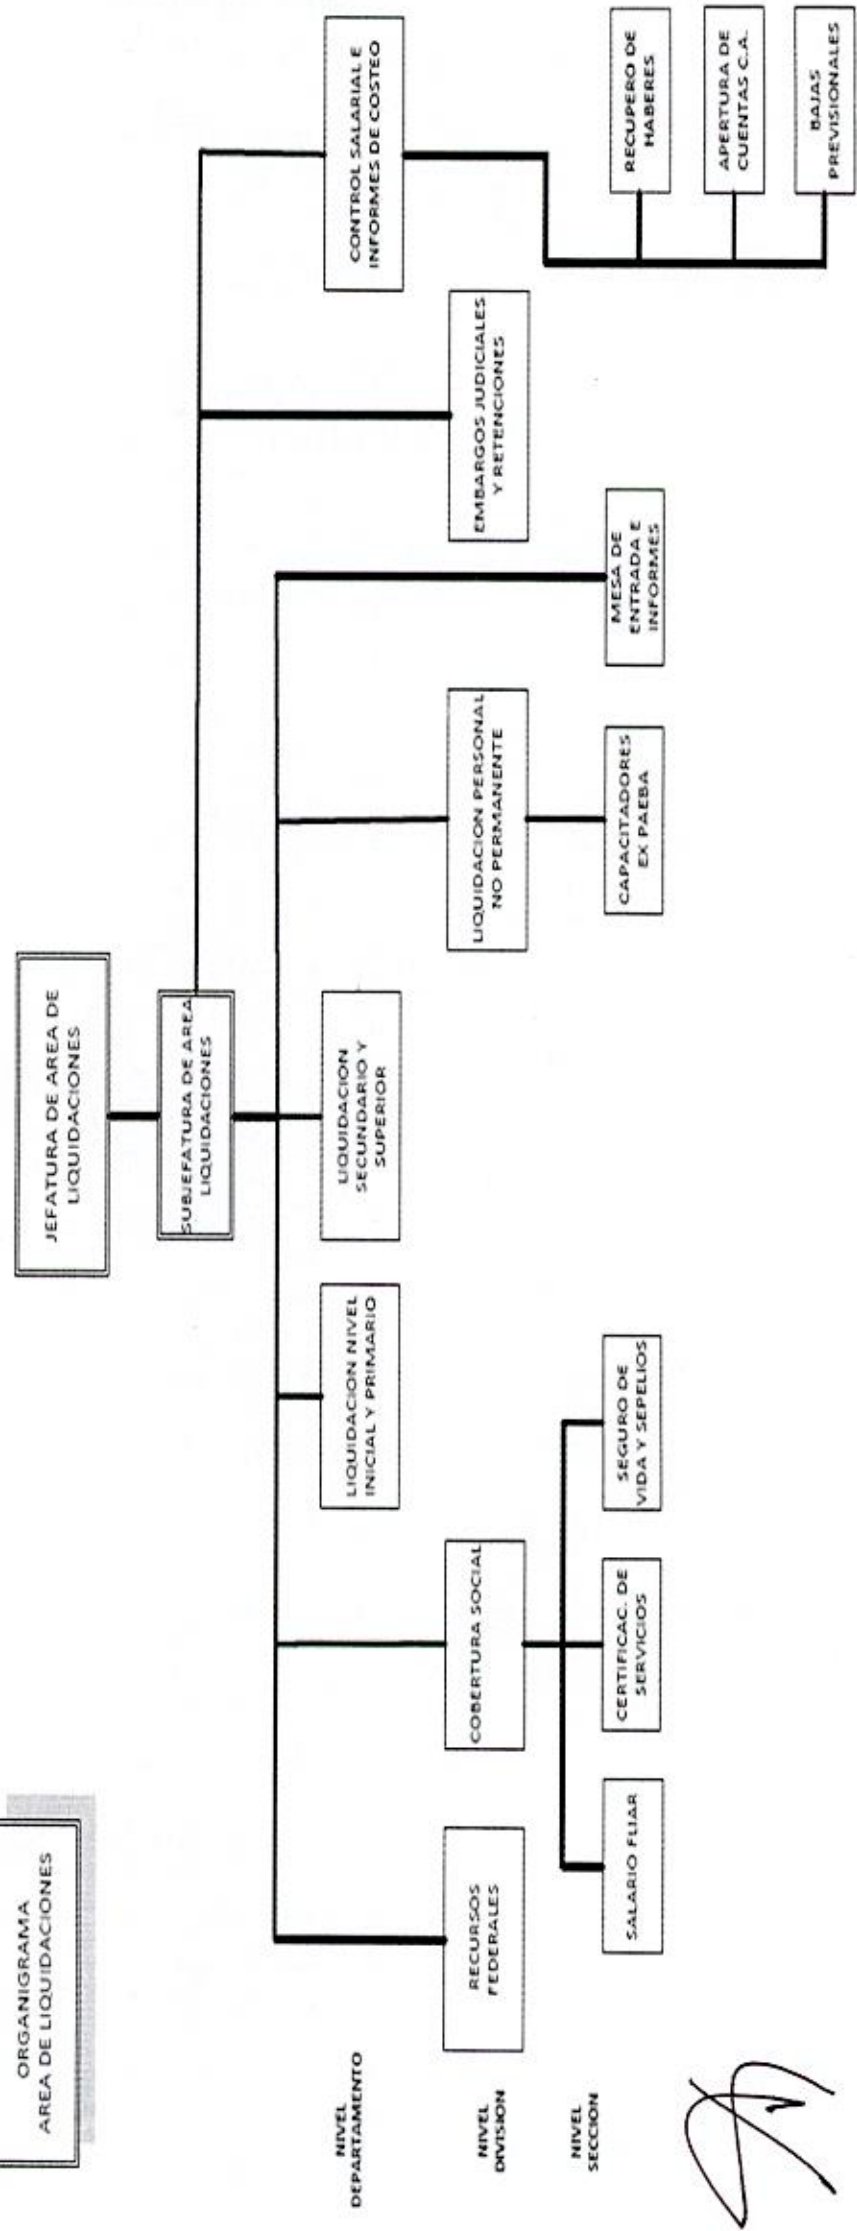 ORGANIGRAMA
AREA DE LIQUIDACIONES
JEFATURA DE AREA DE
LIQUIDACIONES
SUBJEFATURA DE AREA
LIQUIDACIONES
NIVEL
DEPARTAMENTO
LIQUIDACION NIVEL
INICIAL Y PRIMARIO
LIQUIDACION
SECUNDARIO Y
SUPERIOR
CONTROL SALARIAL E
INFORMES DE COSTEO
NIVEL
DIVISION
RECURSOS
FEDERALES
COBERTURA SOCIAL
LIQUIDACION PERSONAL
NO PERMANENTE
EMBARGOS JUDICIALES
Y RETENCIONES
NIVEL
SECCION
SALARIO FLIAR
CERTIFICAC. DE
SERVICIOS
SEGURO DE
VIDA Y SEPELIOS
CAPACITADORES
EX PAEBA
MESA DE
ENTRADA E
INFORMES
RECUPERO DE
HABERES
APERTURA DE
CUENTAS C.A.
BAJAS
PREVISIONALES